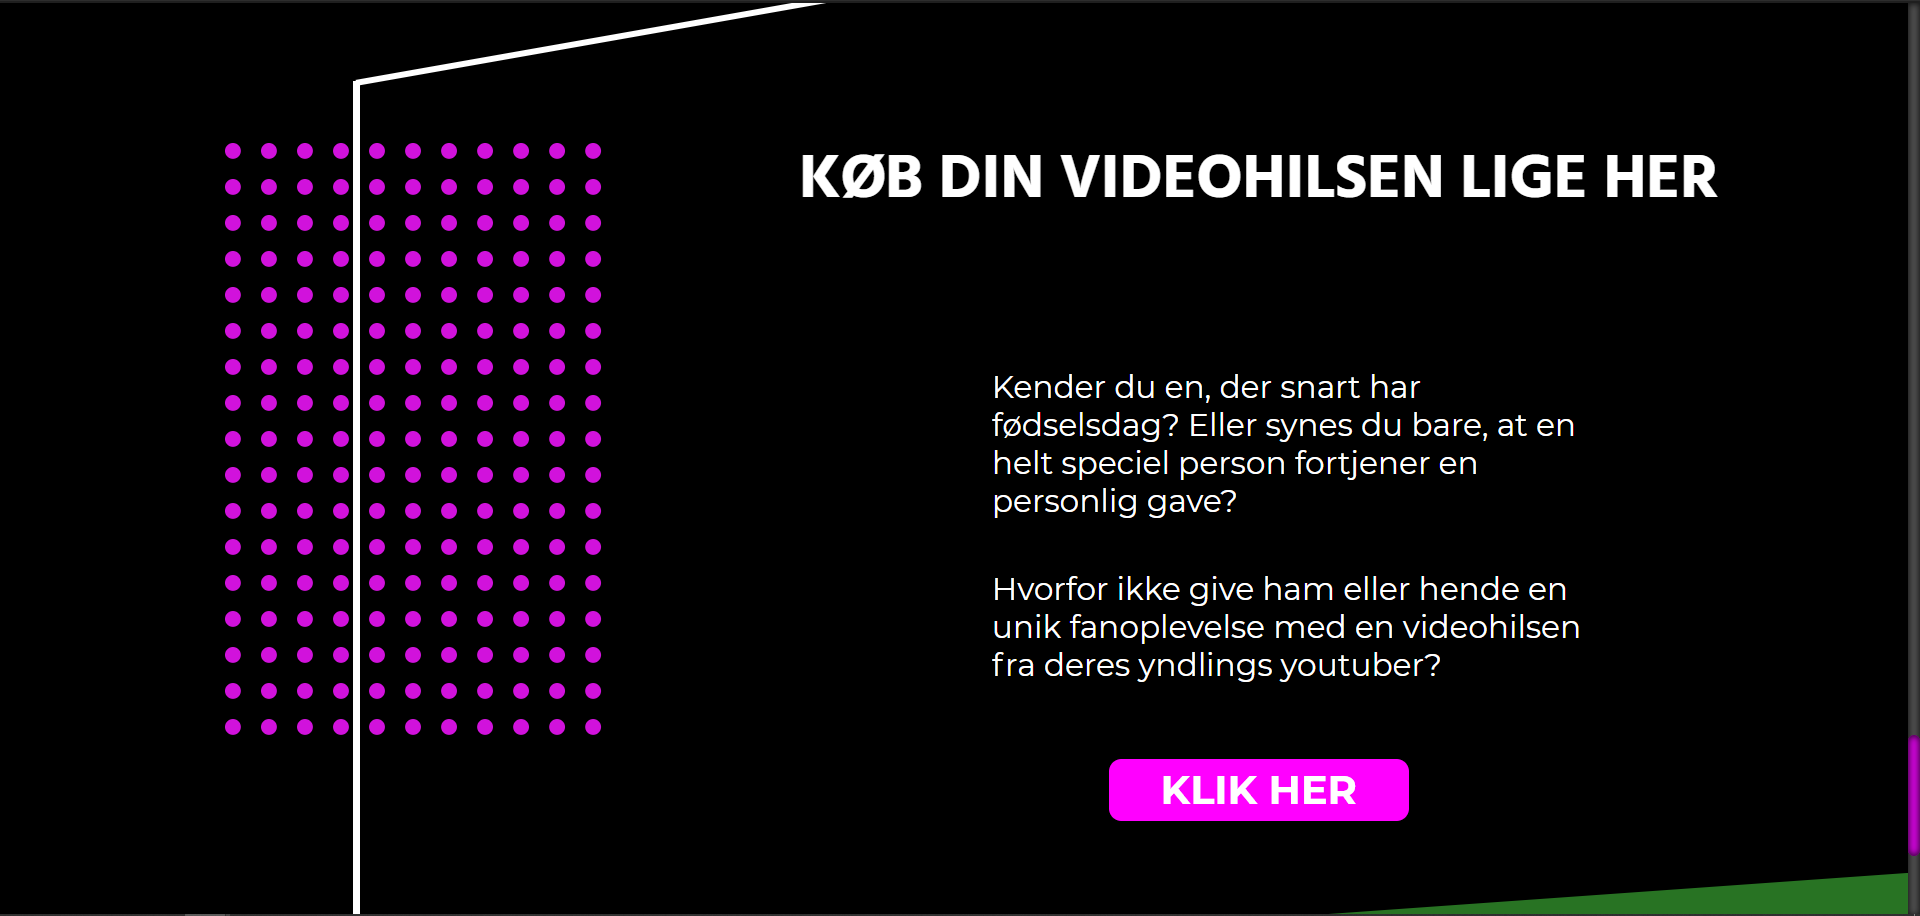 KØB DIN VIDEOHILSEN LIGE HER
Kender du en, der snart har
fødselsdag? Eller synes du bare, at en
helt speciel person fortjener en
personlig gave?
Hvorfor ikke give ham eller hende en
unik fanoplevelse med en videohilsen
fra deres yndlings youtuber?
KLIK HER